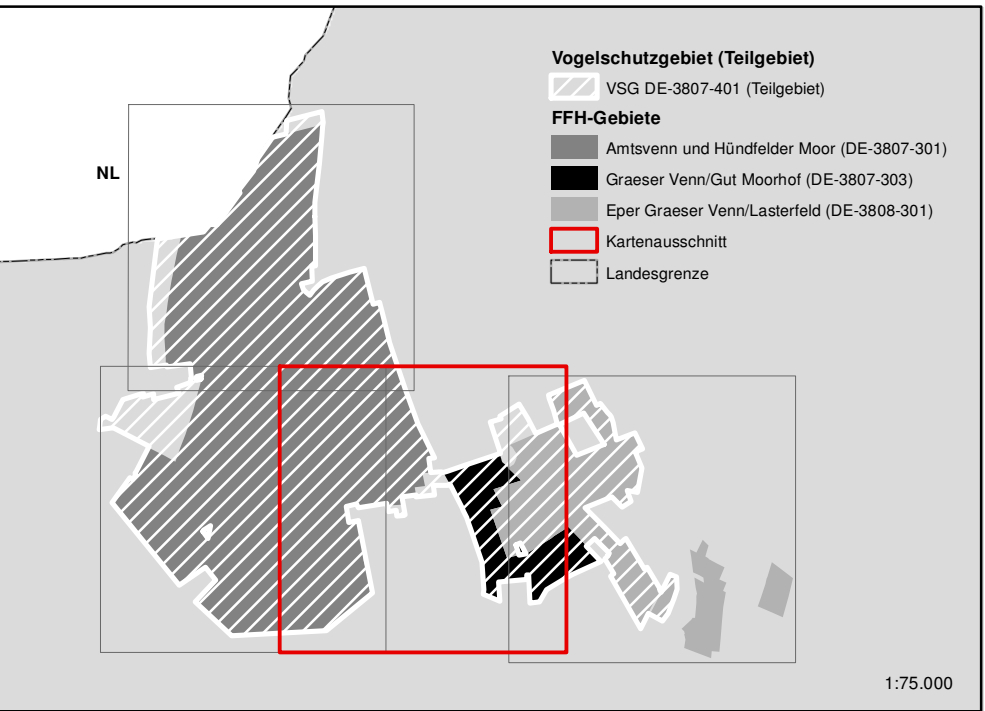 Vogelschutzgebiet (Teilgebiet)
VSG DE-3807-401 (Teilgebiet)
FFH-Gebiete
Amtsvenn und Hündfelder Moor (DE-3807-301)
NL
Graeser Venn/Gut Moorhof (DE-3807-303)
Eper Graeser Venn/Lasterfeld (DE-3808-301)
Kartenausschnitt
Landesgrenze
1:75.000